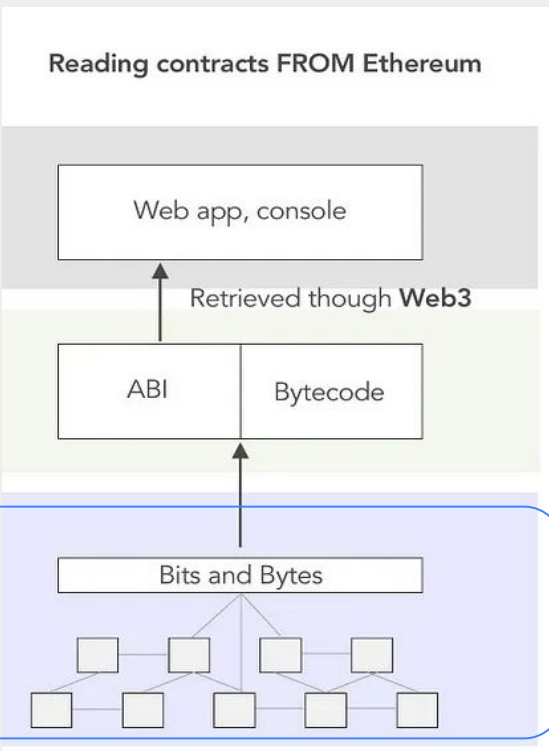 Reading contracts FROM Ethereum
Web app, console
Retrieved though Web3
ABI
Bytecode
Bits and Bytes